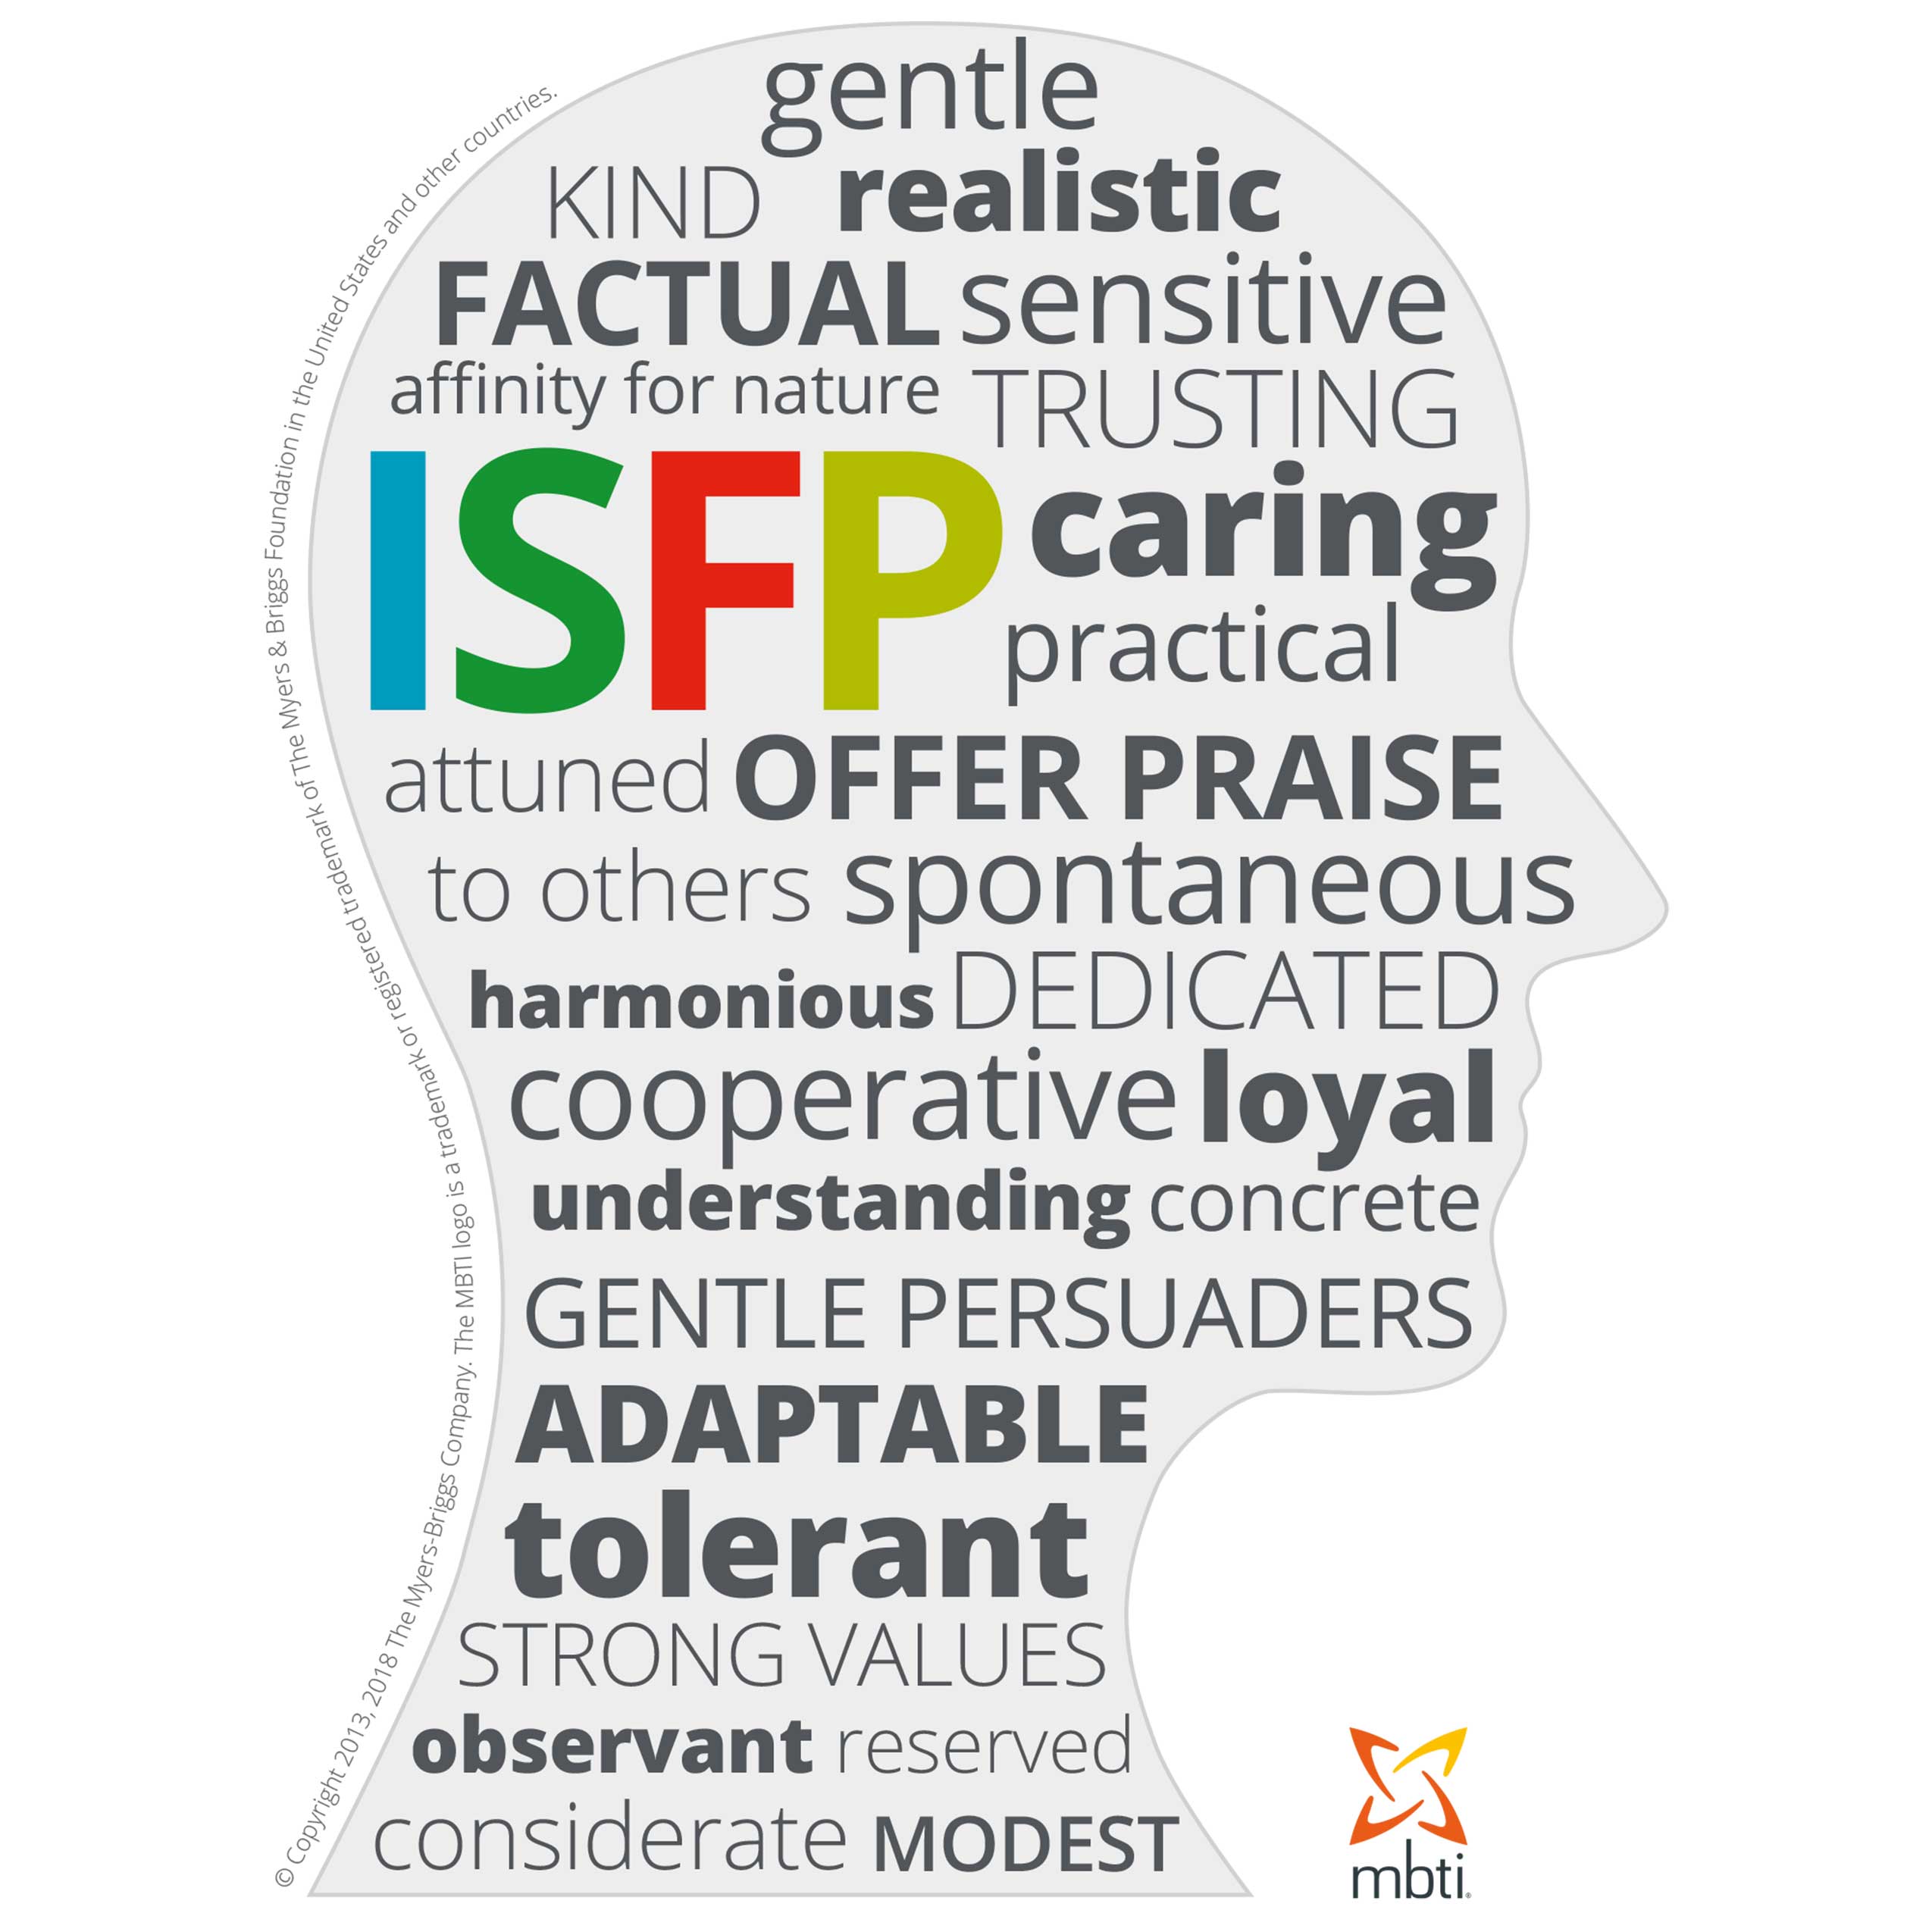 gentle
KIND realistic
FACTUAL sensitive
affinity for nature TRUSTING
ISFP caring
practical
attuned OFFER PRAISE
to others spontaneous
harmonious DEDICATED
cooperative loyal
understanding concrete
GENTLE PERSUADERS
ADAPTABLE
tolerant
STRONG VALUES
observant reserved
considerate MODEST
© Copyright 2013, 2018 The Myers-Briggs Company. The MBTI logo is a trademark or registered trademark of The Myers & Briggs Foundation in the United States and other countries.
mbti®